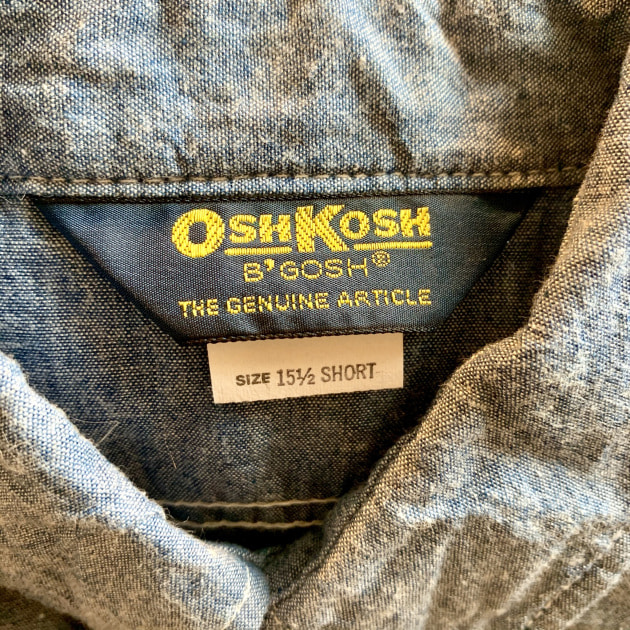 OSHKOSH
B'GOSH®
THE GENUINE ARTICLE
SIZE 15½ SHORT